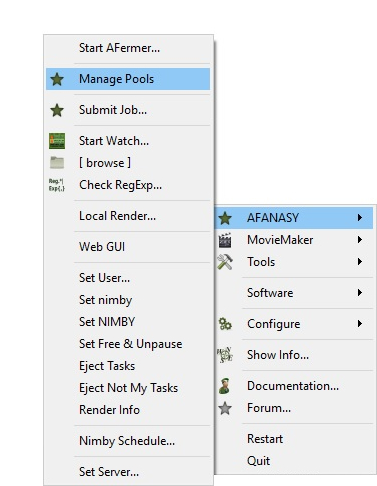 Start AFermer...
Manage Pools
Submit Job...
Start Watch...
[ browse ]
Reg.*|
Exp{,}
Check RegExp...
Local Render...
Web GUI
Set User...
Set nimby
Set NIMBY
Set Free & Unpause
Eject Tasks
Eject Not My Tasks
Render Info
Nimby Schedule...
Set Server...
AFANASY
MovieMaker
Tools
Software
Configure
Show Info...
Documentation...
Forum...
Restart
Quit